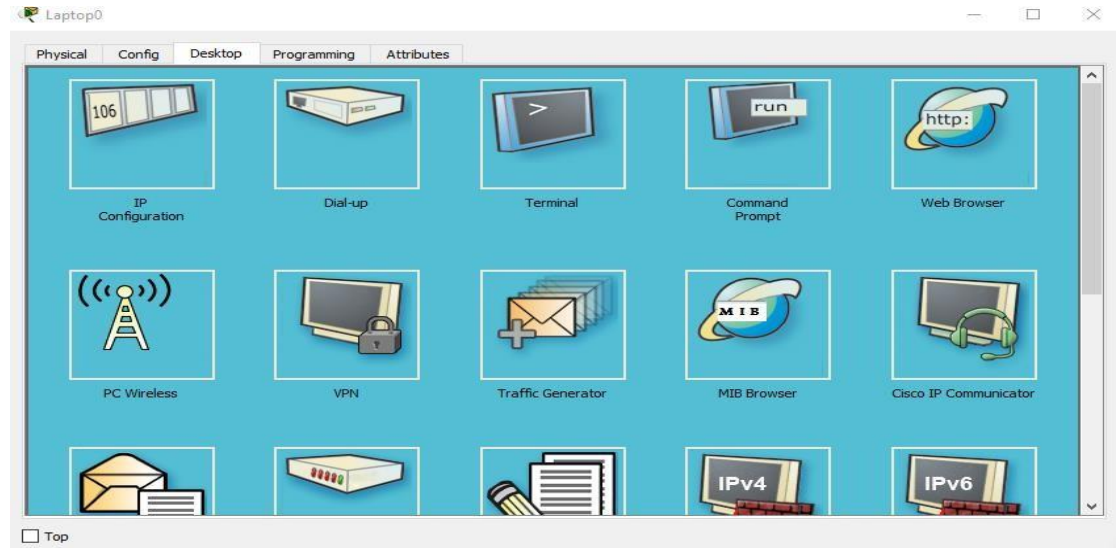 Laptop0
Physical Config Desktop Programming Attributes
106
>
run
http:
IP
Configuration
Dial-up
Terminal
Command
Prompt
Web Browser
MIB
PC Wireless
VPN
Traffic Generator
MIB Browser
Cisco IP Communicator
IPv4
IPv6
Top